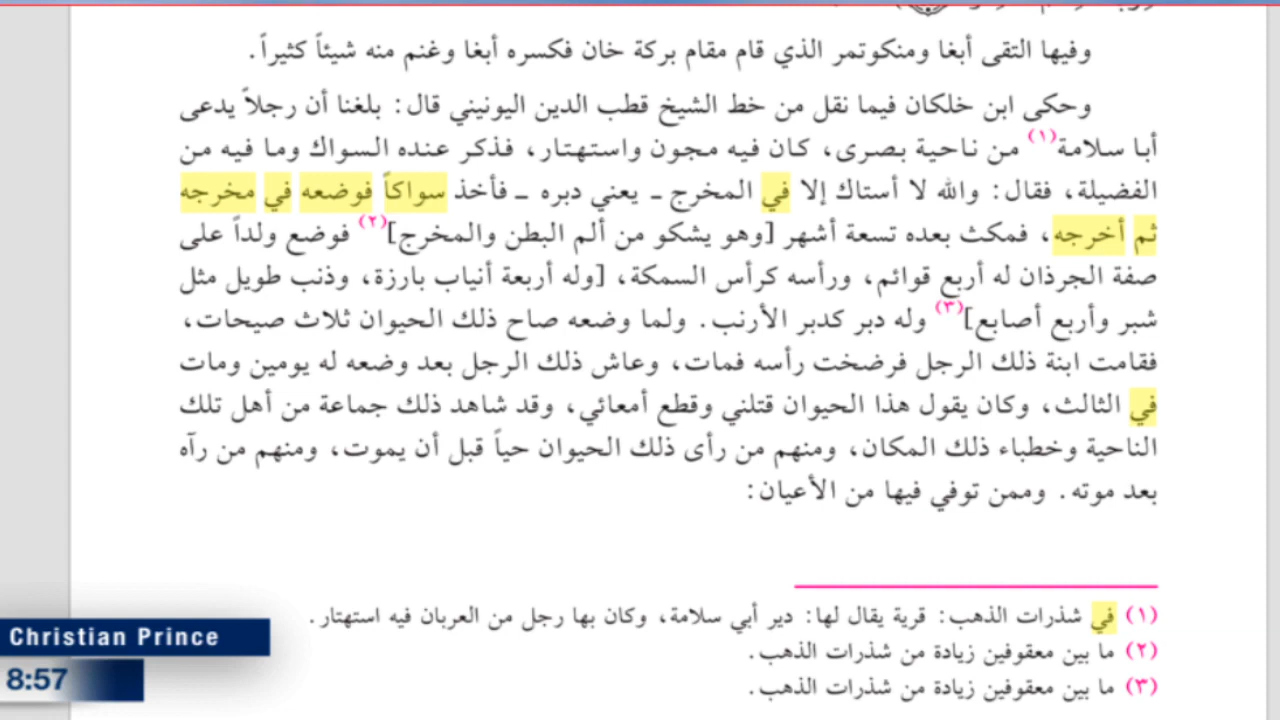 وفيها التقى أبغا ومنكوتمر الذي قام مقام بركة خان فكسره أبغا وغنم منه شيئاً كثيراً.
وحكى ابن خلكان فيما نقل من خط الشيخ قطب الدين اليونيني قال: بلغنا أن رجلاً يدعى
أبا سلامة(١) من ناحية بصرى، كان فيه مجون واستهتار، فذكر عنده السواك وما فيه من
الفضيلة، فقال: والله لا أستاك إلا في المخرج ـ يعني دبره ـ فأخذ سواكاً فوضعه في مخرجه
ثم أخرجه، فمكث بعده تسعة أشهر [وهو يشكو من ألم البطن والمخرج](٢) فوضع ولداً على
صفة الجرذان له أربع قوائم، ورأسه كرأس السمكة، [وله أربعة أنياب بارزة، وذنب طويل مثل
شبر وأربع أصابع](٣) وله دبر كدبر الأرنب. ولما وضعه صاح ذلك الحيوان ثلاث صيحات،
فقامت ابنة ذلك الرجل فرضخت رأسه فمات، وعاش ذلك الرجل بعد وضعه له يومين ومات
في الثالث، وكان يقول هذا الحيوان قتلني وقطع أمعائي، وقد شاهد ذلك جماعة من أهل تلك
الناحية وخطباء ذلك المكان، ومنهم من رأى ذلك الحيوان حياً قبل أن يموت، ومنهم من رآه
بعد موته. وممن توفي فيها من الأعيان:
(١) في شذرات الذهب: قرية يقال لها: دير أبي سلامة، وكان بها رجل من العربان فيه استهتار.
(٢) ما بين معقوفين زيادة من شذرات الذهب.
(٣) ما بين معقوفين زيادة من شذرات الذهب.
Christian Prince
8:57